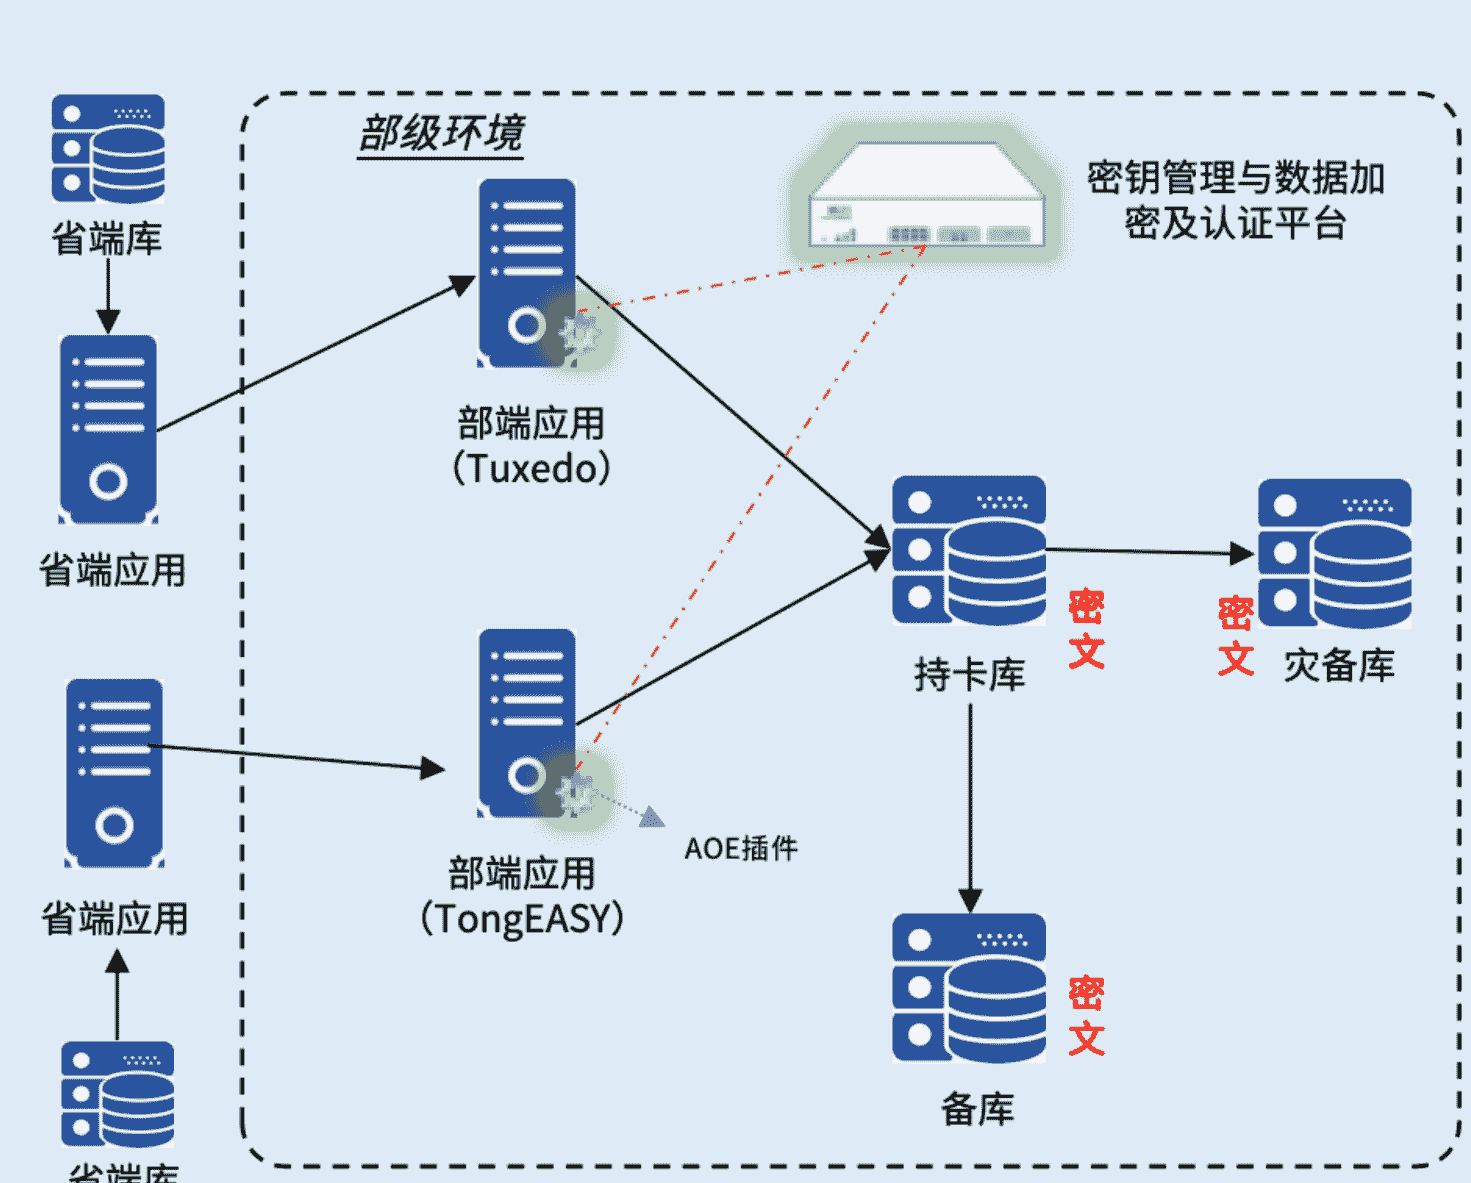 部级环境
省端库
密钥管理与数据加
密及认证平台
省端应用
部端应用
(Tuxedo)
密
文
密
文
持卡库
灾备库
AOE插件
部端应用
(TongEASY)
省端应用
密
文
备库
省端库